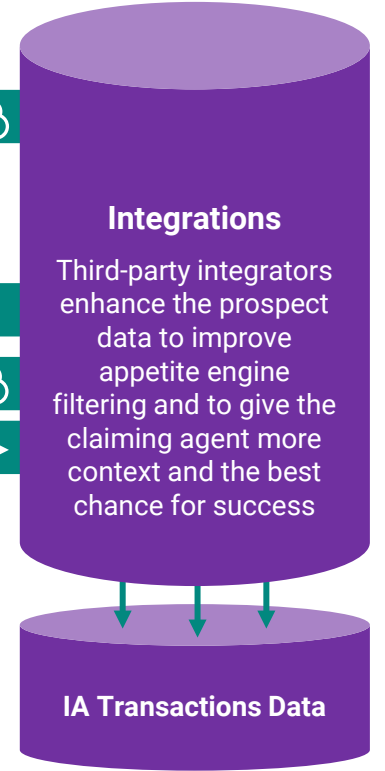 Integrations
Third-party integrators
enhance the prospect
data to improve
appetite engine
filtering and to give the
claiming agent more
context and the best
chance for success
IA Transactions Data